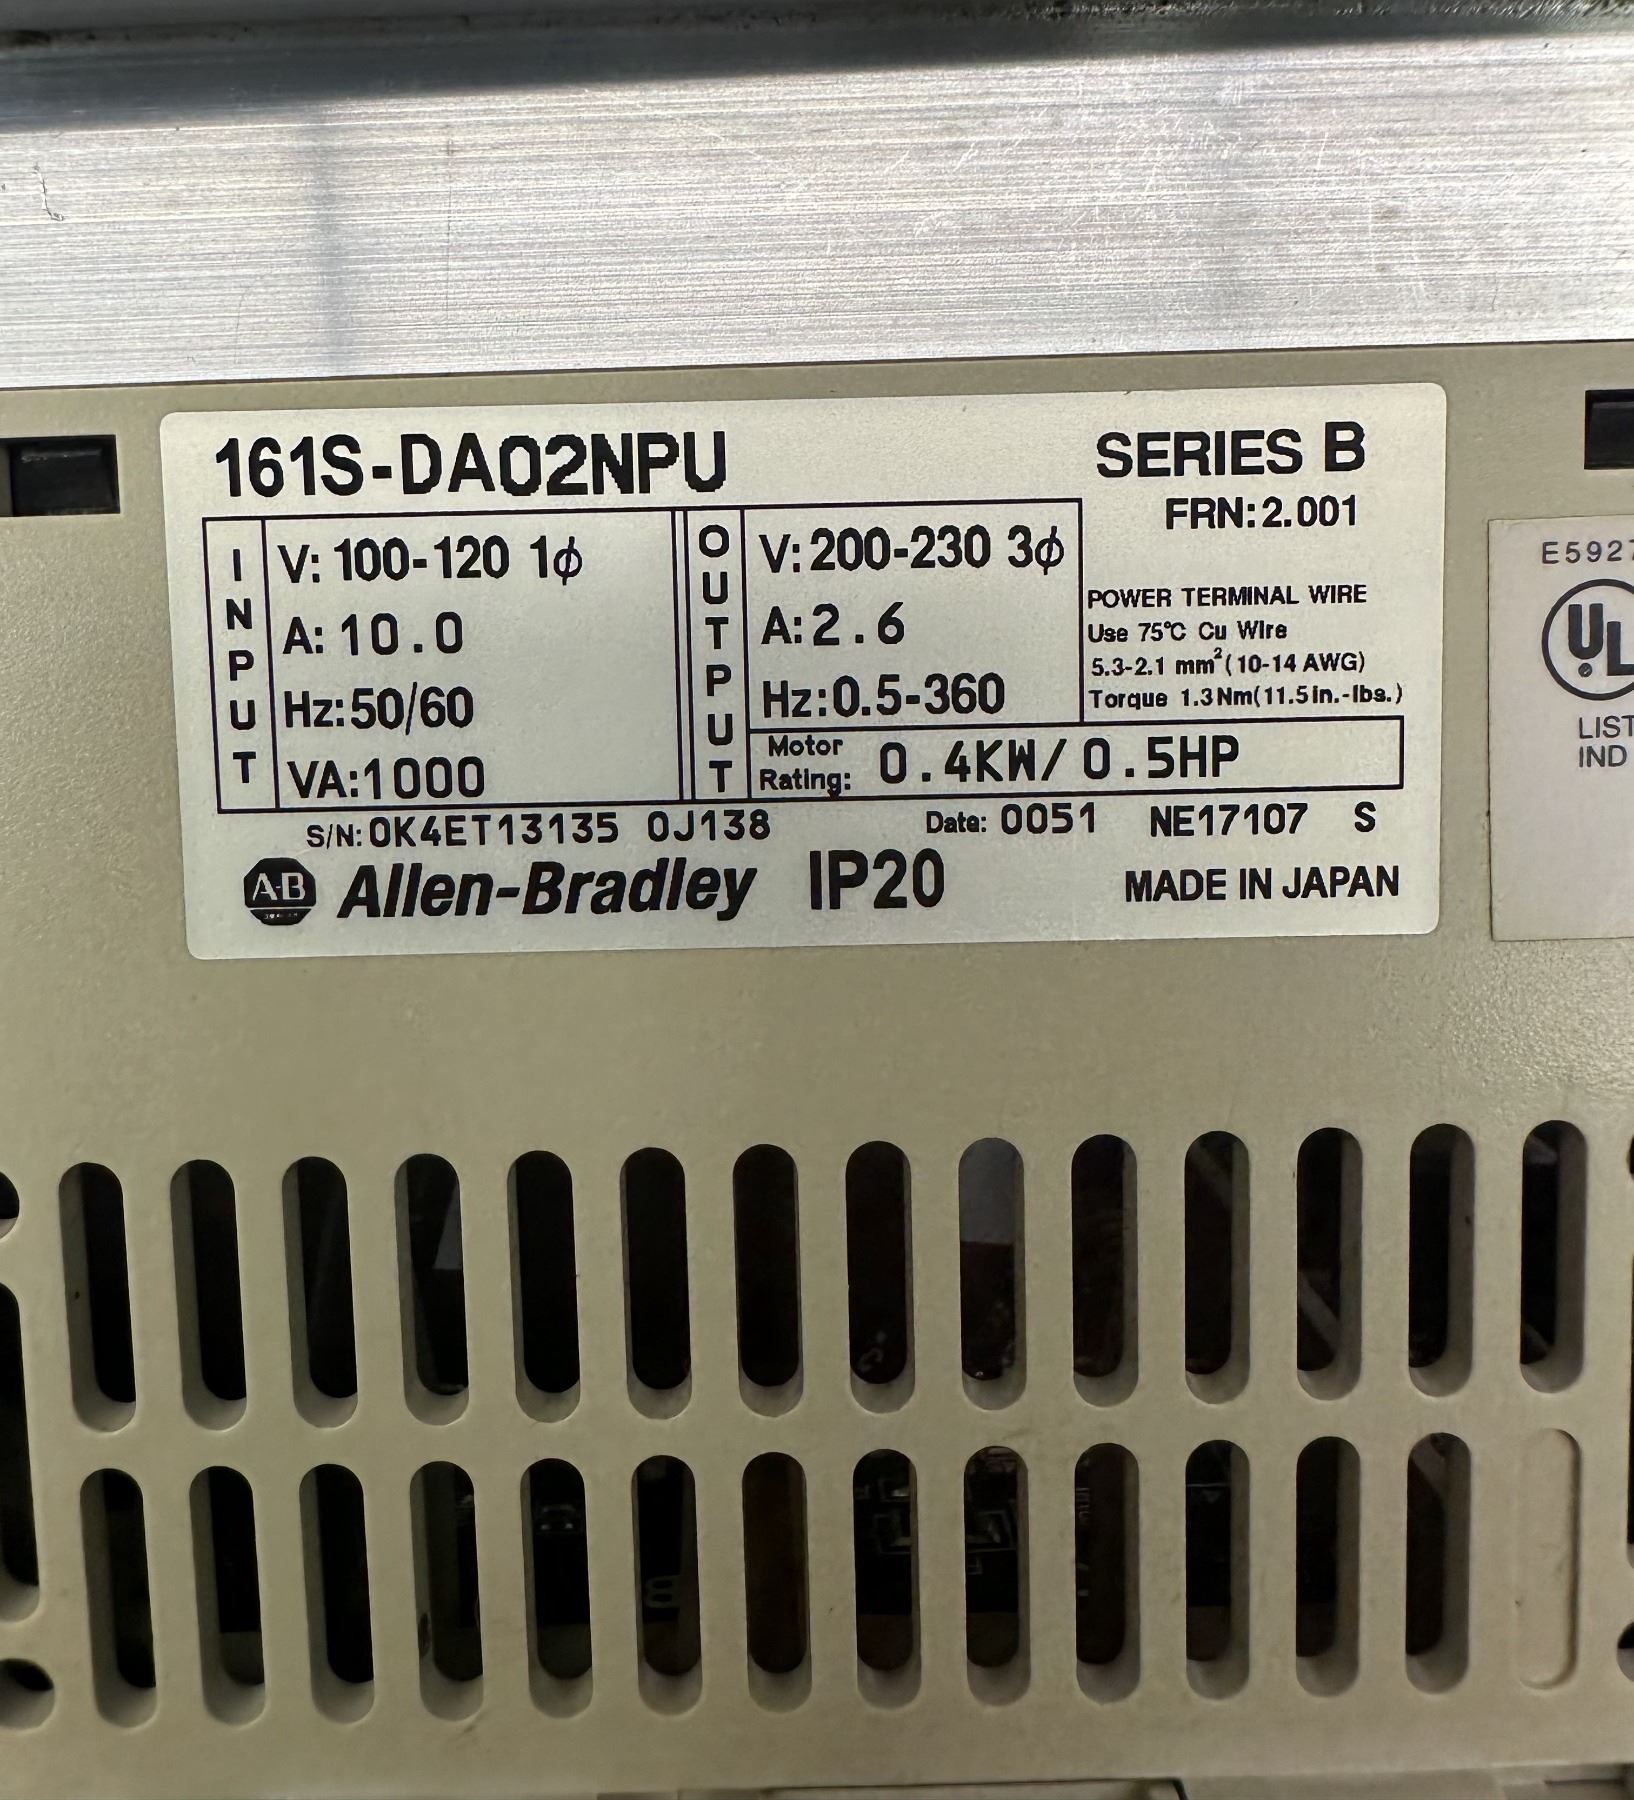 161S-DA02NPU
SERIES B
FRN:2.001
INPUT
V: 100-120 1ϕ
A: 10.0
Hz:50/60
VA:1000
OUTPUT
V:200-230 3ϕ
A:2.6
Hz:0.5-360
Motor Rating: 0.4KW/0.5HP
POWER TERMINAL WIRE
Use 75℃ Cu Wire
5.3-2.1 mm² (10-14 AWG)
Torque 1.3Nm(11.5in.-lbs.)
S/N:0K4ET13135 0J138
Date: 0051 NE17107 S
A-B Allen-Bradley IP20
MADE IN JAPAN
E5927
UL
LIST
IND